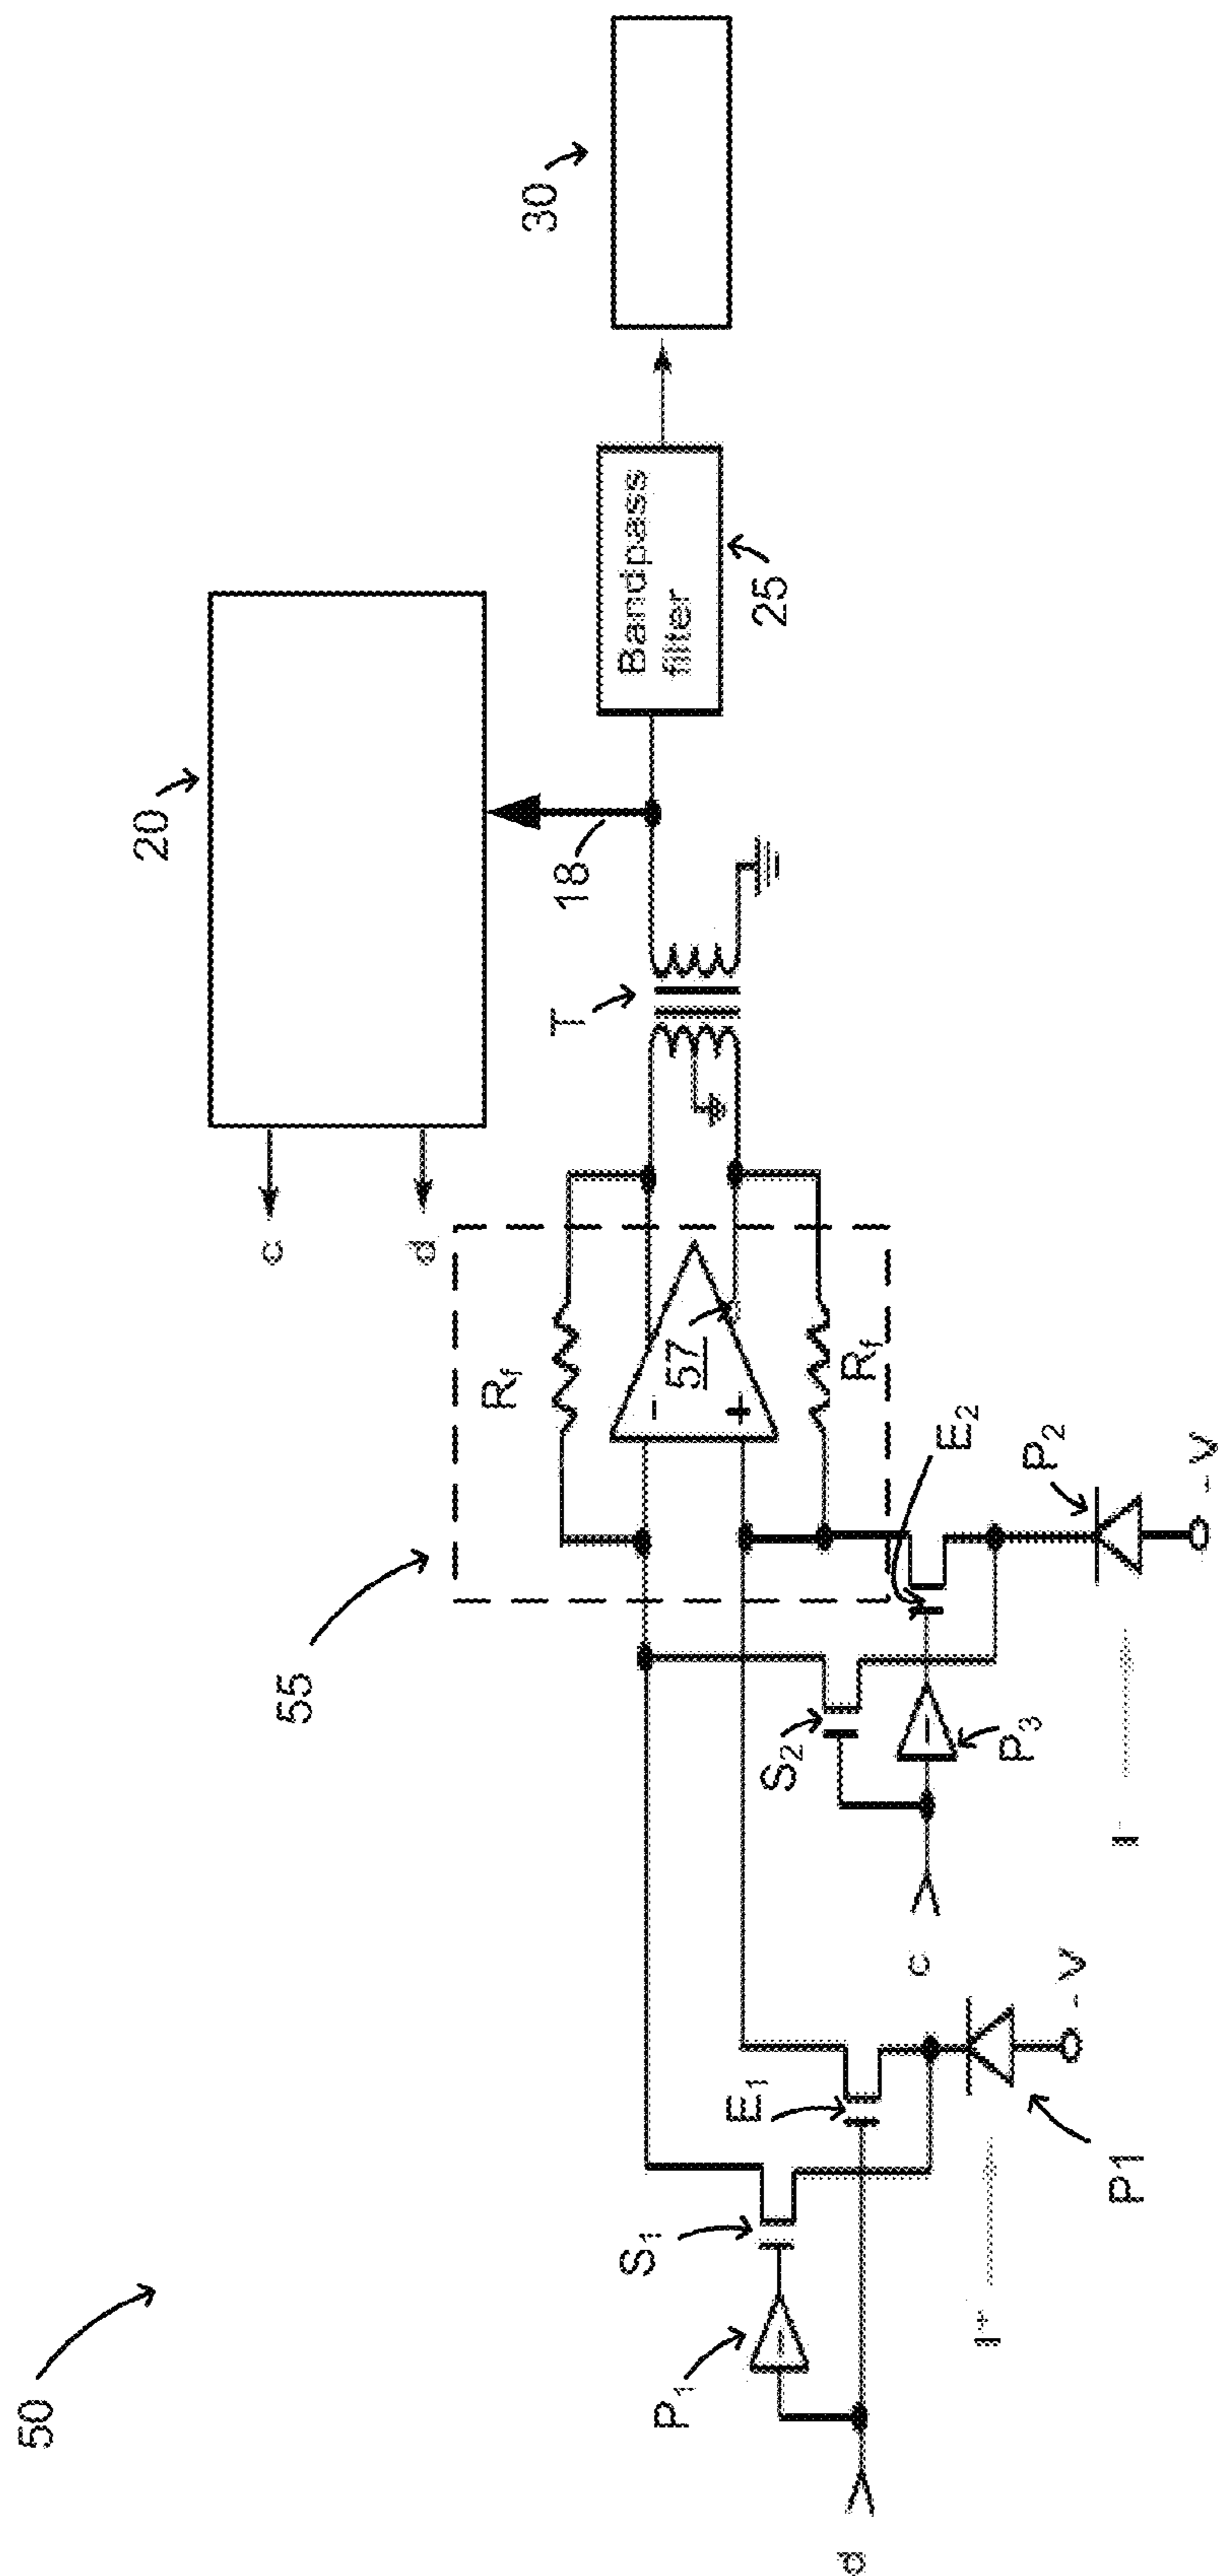 50
20
c
d
18
T
Bandpass
filter
25
30
55
Rf
57
-
+
Rf
E2
P2
-V
S2
P3
c
I-
S1
E1
P1
P1
-V
I+
d